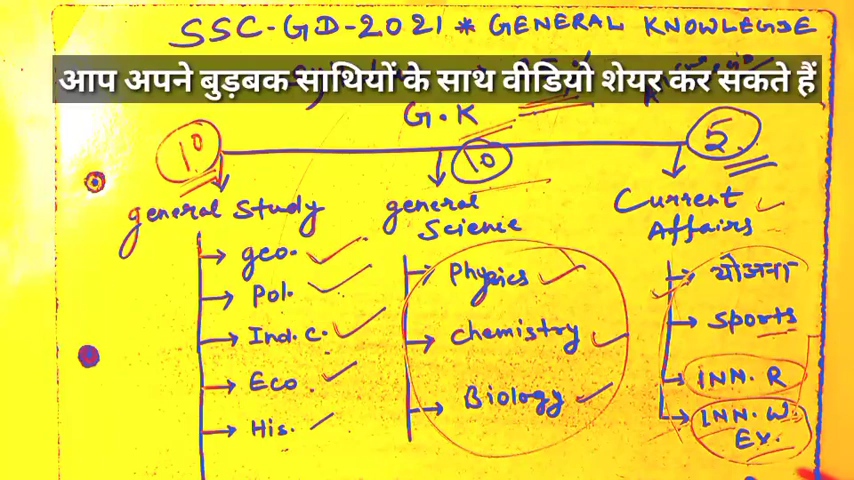 SSC-GD-2021 * GENERAL KNOWLEGDE
आप अपने बुड़बक साथियों के साथ वीडियो शेयर कर सकते हैं
G.K
10 10 5
general Study
general Science
Current Affairs
geo.
Pol.
Ind. c.
Eco.
His.
Physics
chemistry
Biology
योजना
Sports
INN. R
INN. W. Ex.